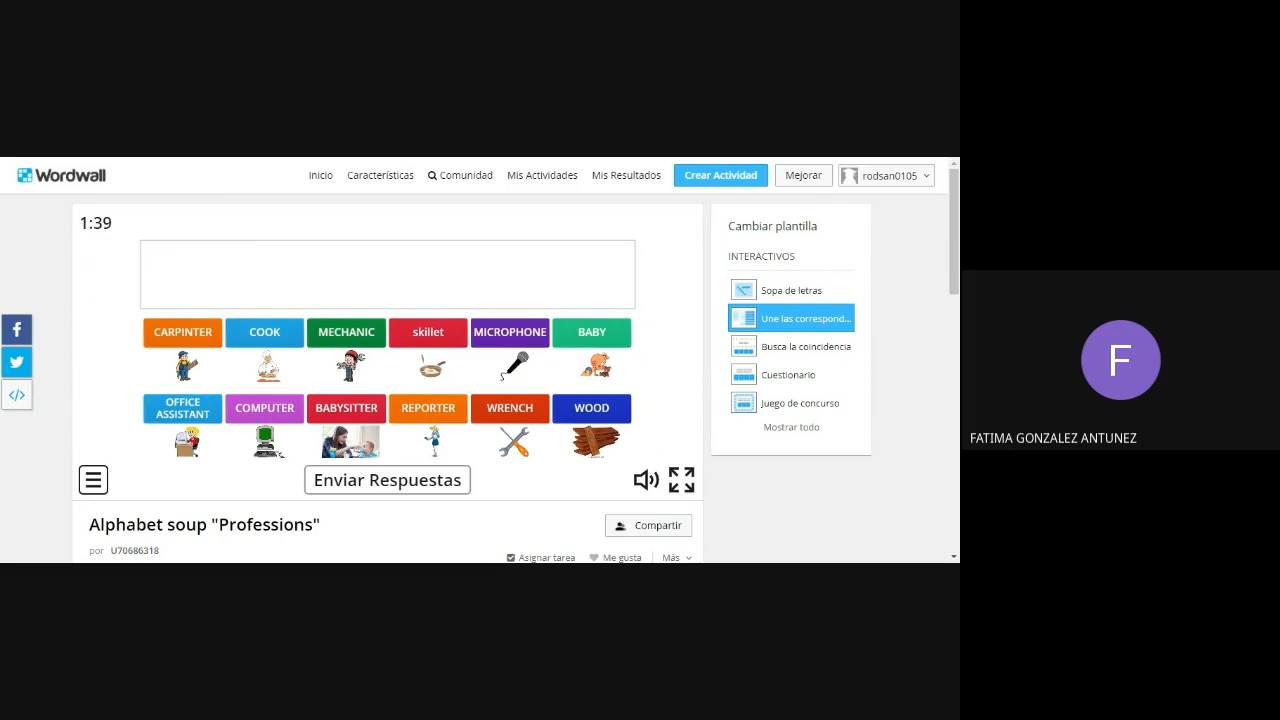 Wordwall
Inicio Características Comunidad Mis Actividades Mis Resultados Crear Actividad Mejorar rodsan0105
1:39
CARPINTER COOK MECHANIC skillet MICROPHONE BABY
OFFICE ASSISTANT COMPUTER BABYSITTER REPORTER WRENCH WOOD
Enviar Respuestas
Alphabet soup "Professions"
Compartir
por U70686318
Asignar tarea Me gusta Más
Cambiar plantilla
INTERACTIVOS
Sopa de letras
Une las correspond...
Busca la coincidencia
Cuestionario
Juego de concurso
Mostrar todo
F
FATIMA GONZALEZ ANTUNEZ